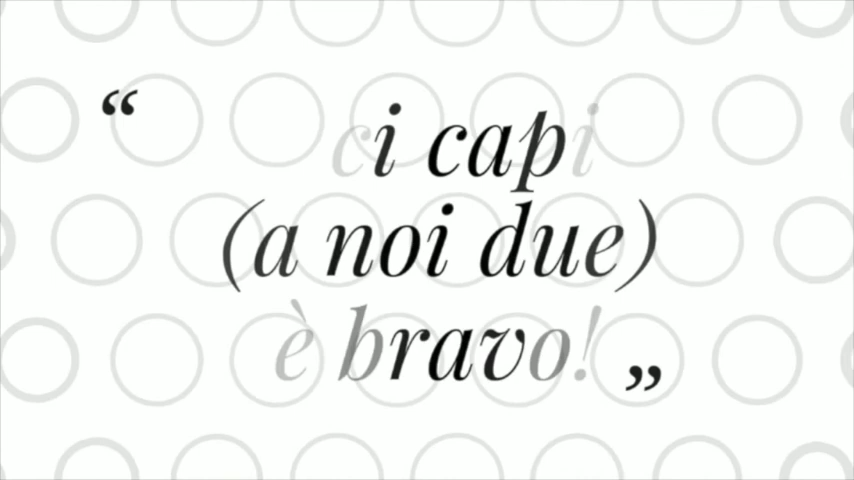 “
ci capi
(a noi due)
è bravo! „